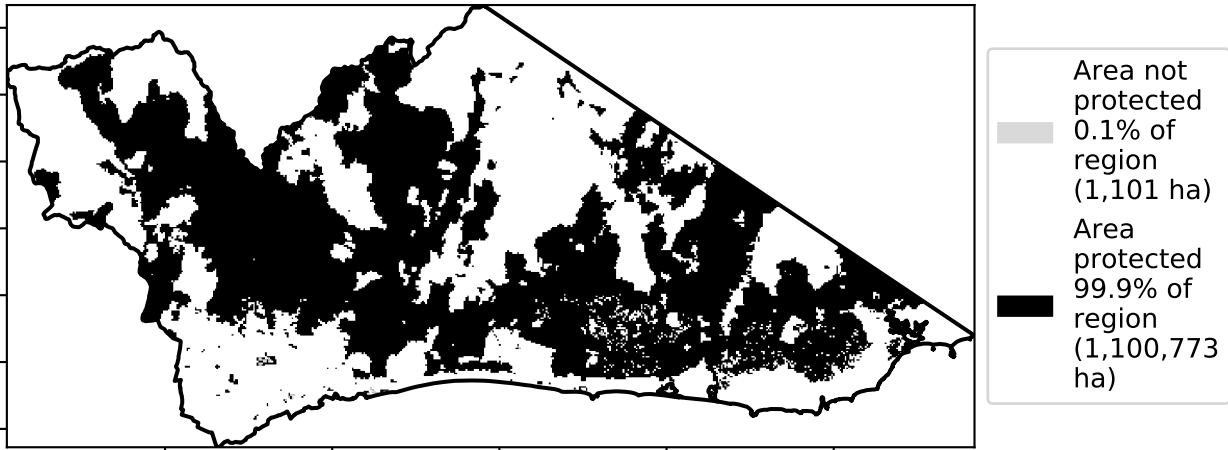 Area not
protected
0.1% of
region
(1,101 ha)
Area
protected
99.9% of
region
(1,100,773
ha)